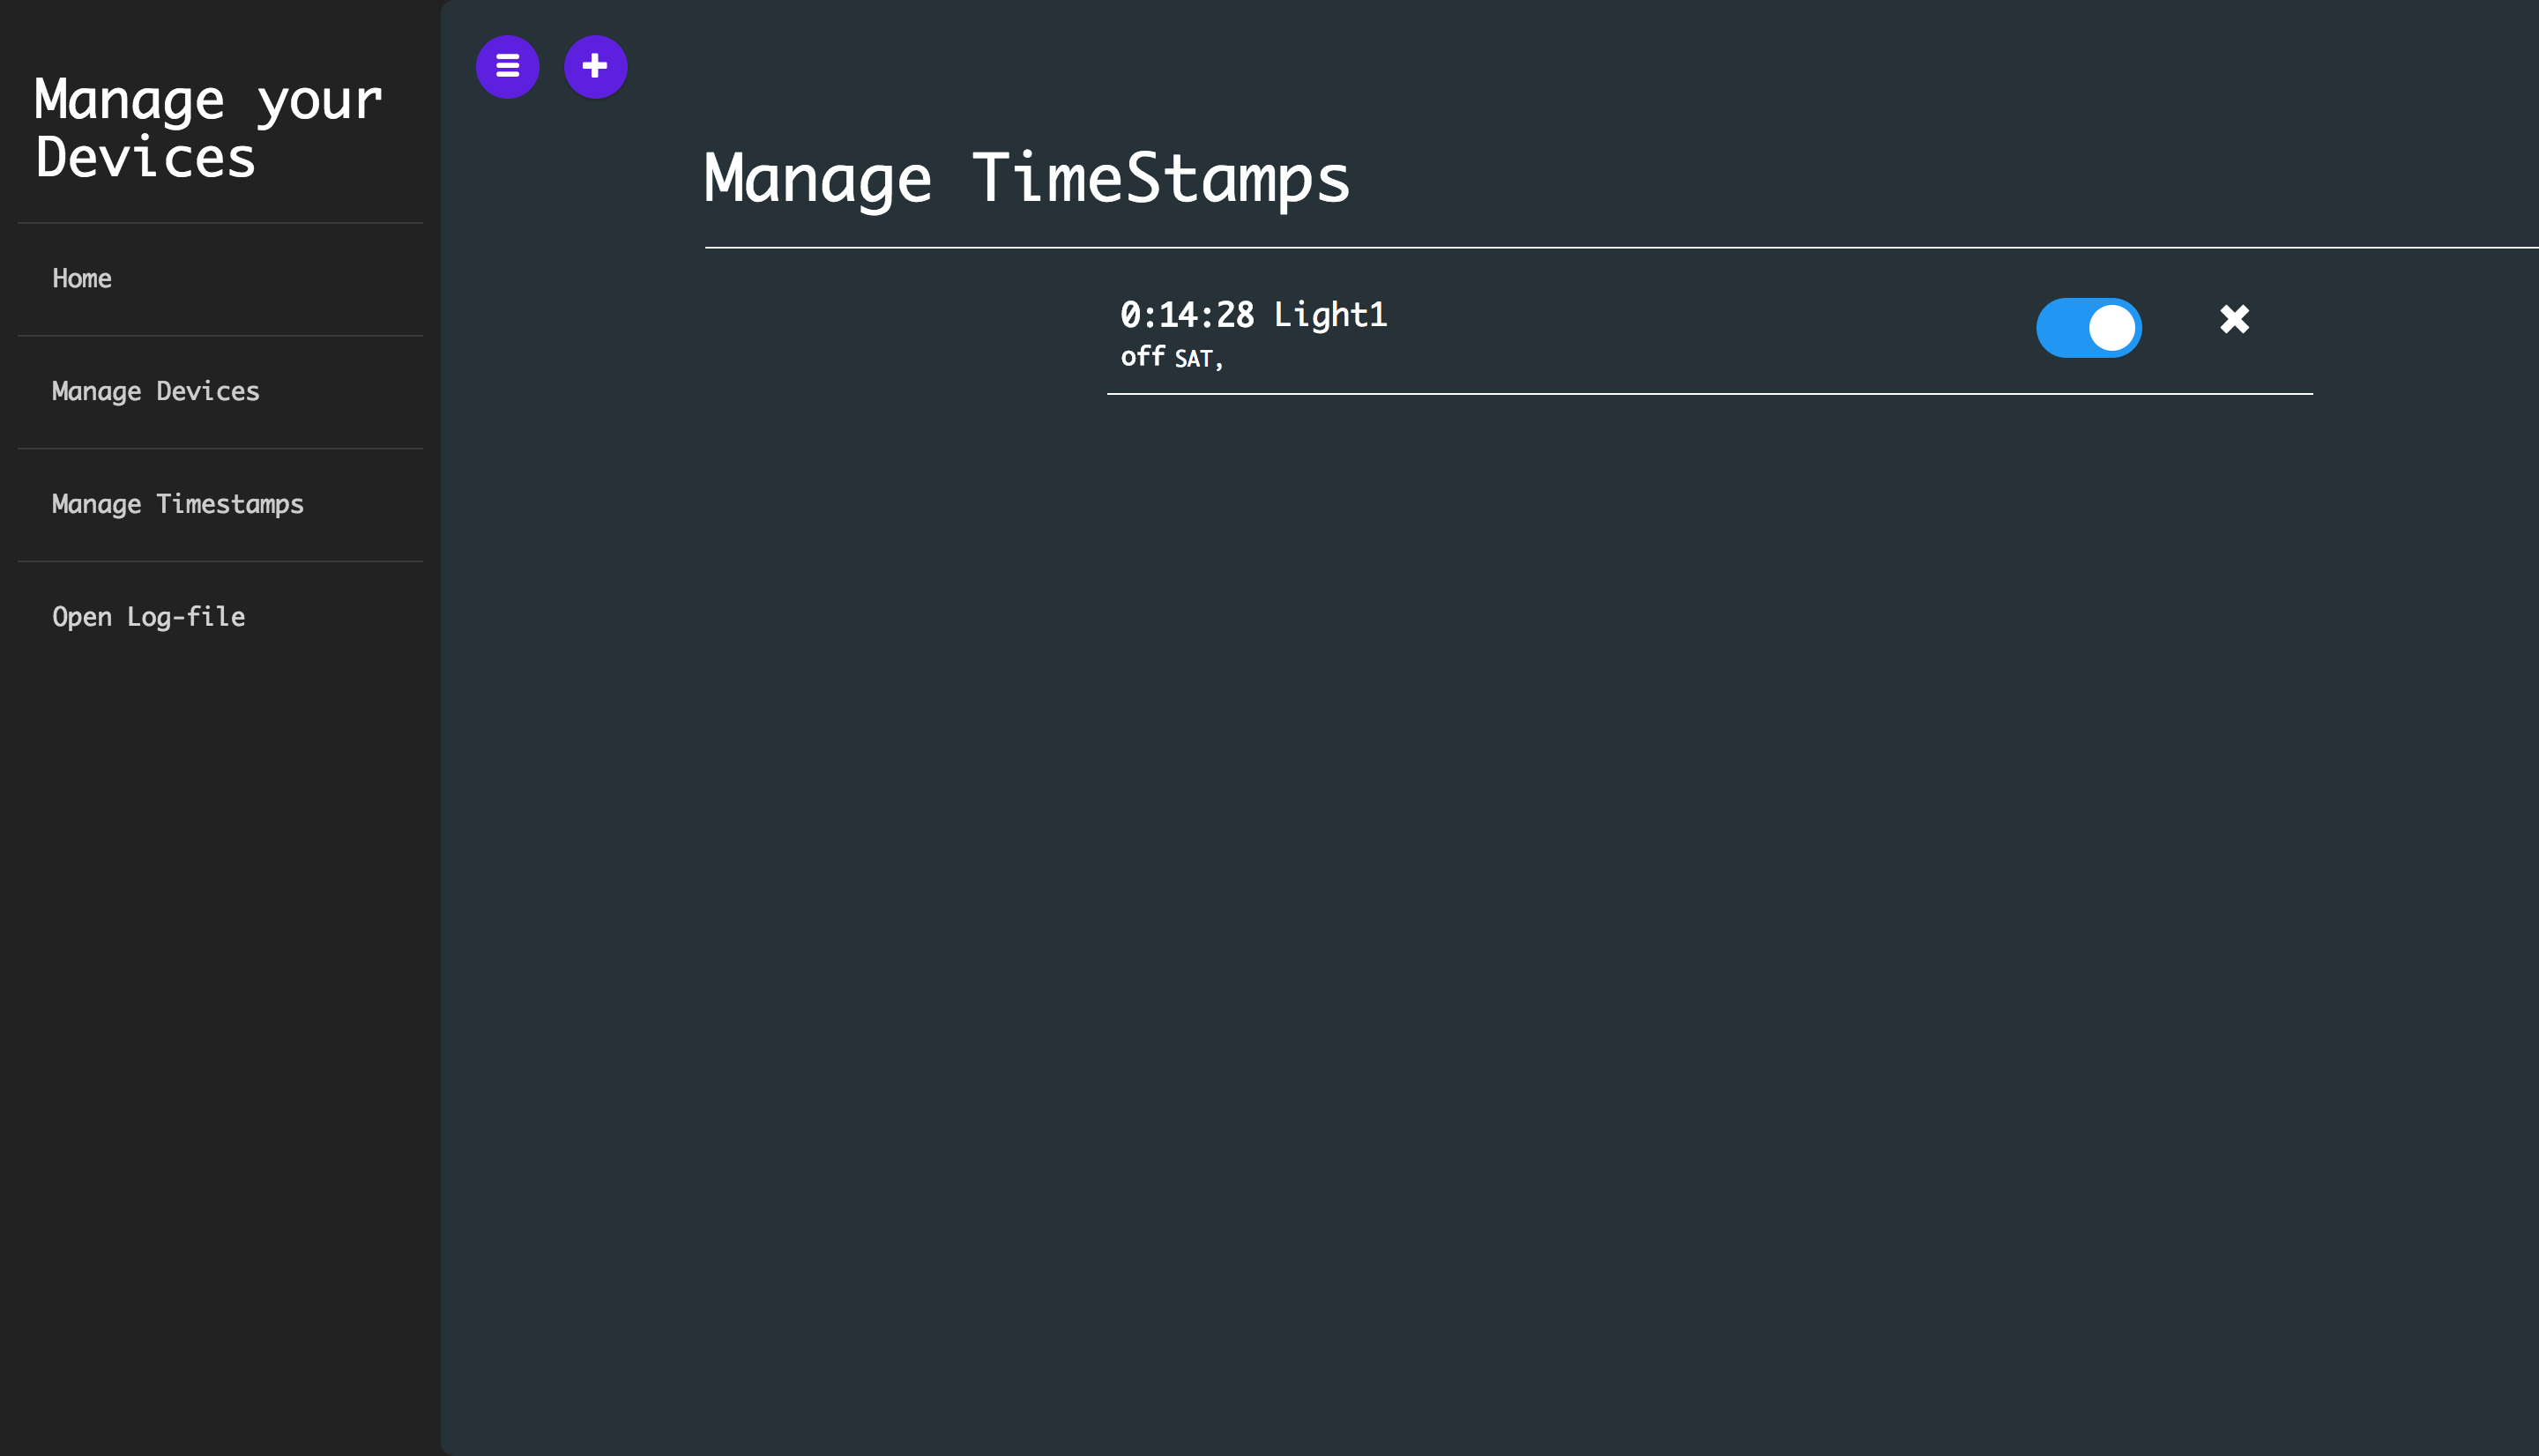 Manage your
Devices
Home
Manage Devices
Manage Timestamps
Open Log-file
Manage TimeStamps
0:14:28 Light1
off SAT,